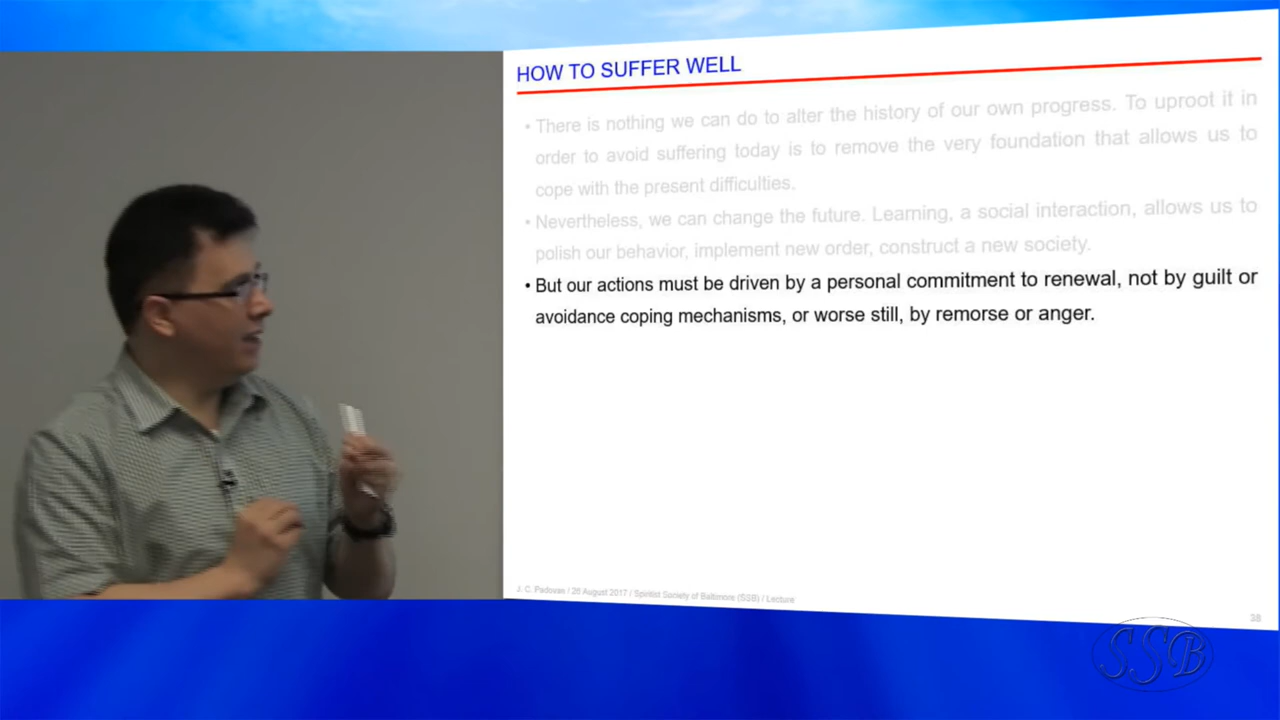 HOW TO SUFFER WELL
• There is nothing we can do to alter the history of our own progress. To uproot it in
order to avoid suffering today is to remove the very foundation that allows us to
cope with the present difficulties.
• Nevertheless, we can change the future. Learning, a social interaction, allows us to
polish our behavior, implement new order, construct a new society.
• But our actions must be driven by a personal commitment to renewal, not by guilt or
avoidance coping mechanisms, or worse still, by remorse or anger.
J. C. Padovan / 26 August 2017 / Spiritist Society of Baltimore (SSB) / Lecture
38
SSB